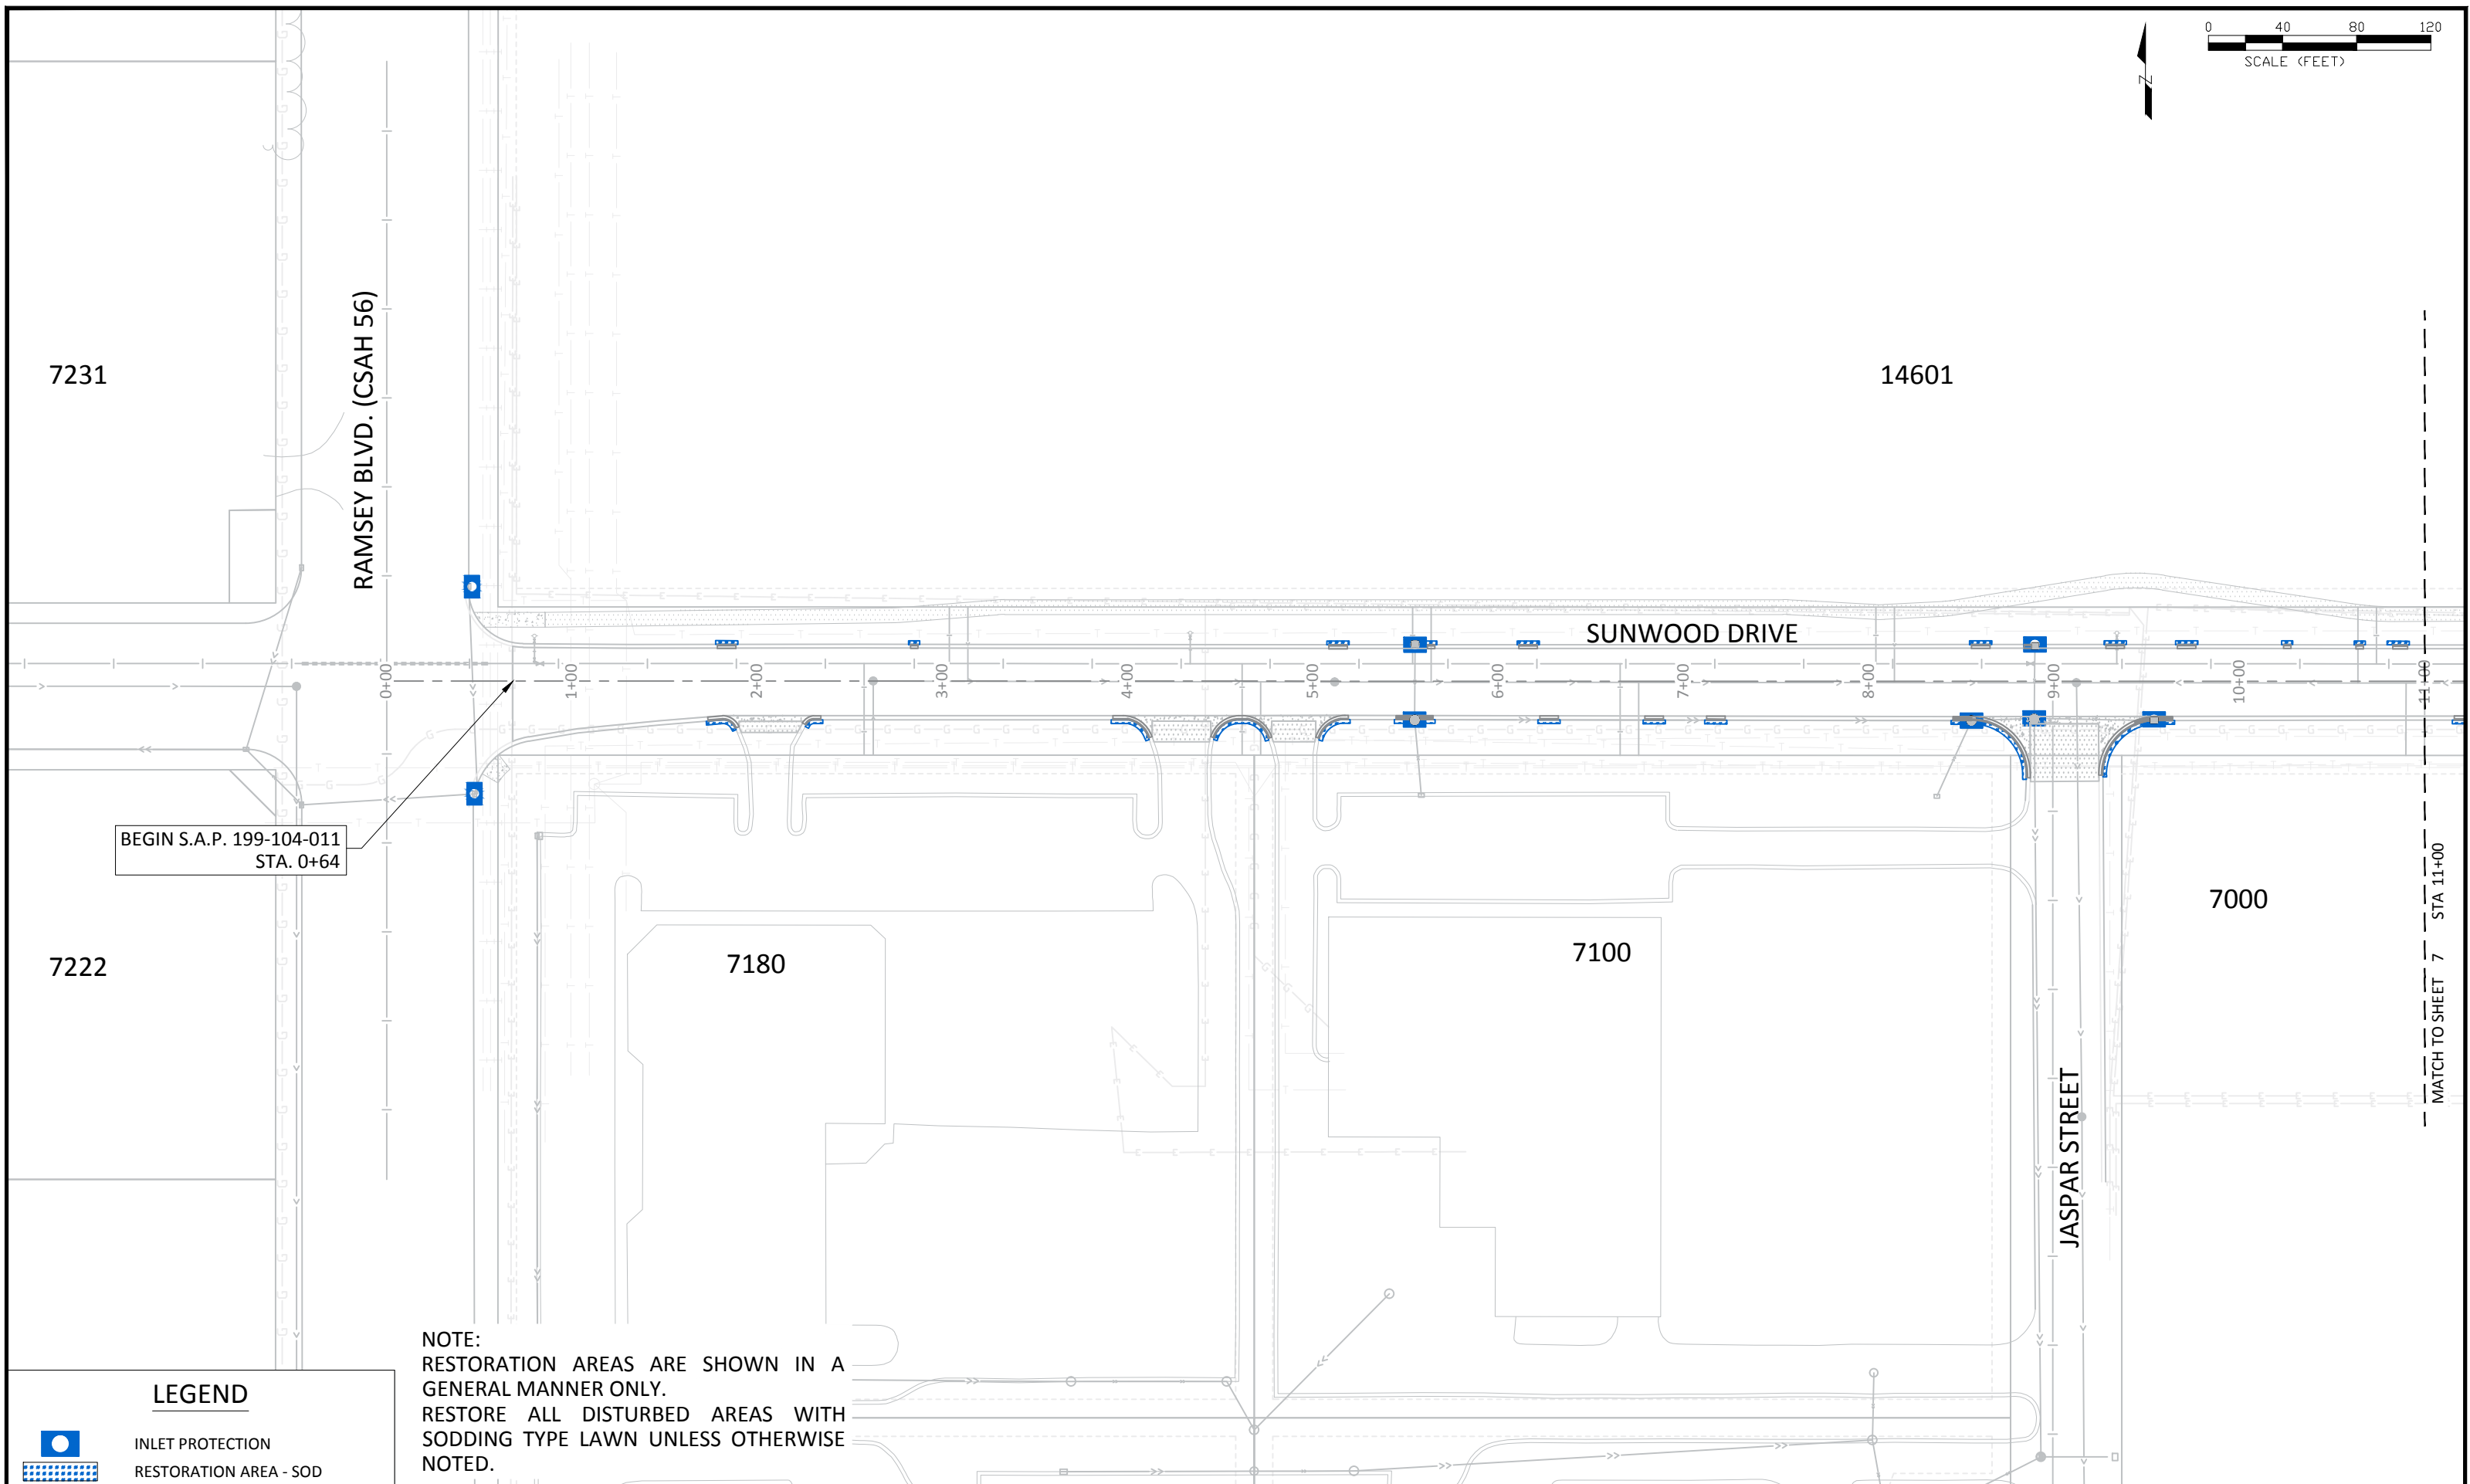 0 40 80 120
SCALE (FEET)
N
RAMSEY BLVD. (CSAH 56)
7231
14601
SUNWOOD DRIVE
0+00
1+00
2+00
3+00
4+00
5+00
6+00
7+00
8+00
9+00
10+00
11+00
BEGIN S.A.P. 199-104-011
STA. 0+64
7222
7180
7100
7000
JASPAR STREET
MATCH TO SHEET 7 STA 11+00
NOTE:
RESTORATION AREAS ARE SHOWN IN A
GENERAL MANNER ONLY.
RESTORE ALL DISTURBED AREAS WITH
SODDING TYPE LAWN UNLESS OTHERWISE
NOTED.
LEGEND
INLET PROTECTION
RESTORATION AREA - SOD